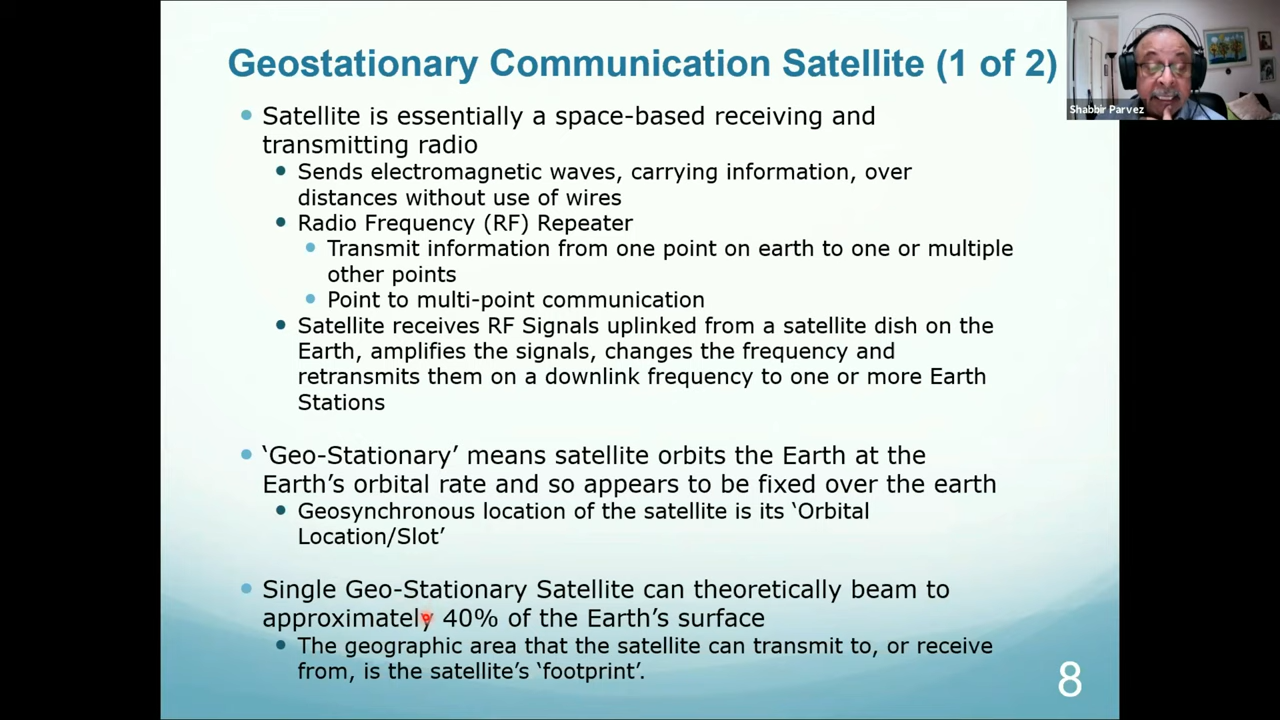 Geostationary Communication Satellite (1 of 2)
Shabbir Parvez
Satellite is essentially a space-based receiving and
transmitting radio
Sends electromagnetic waves, carrying information, over
distances without use of wires
Radio Frequency (RF) Repeater
Transmit information from one point on earth to one or multiple
other points
Point to multi-point communication
Satellite receives RF Signals uplinked from a satellite dish on the
Earth, amplifies the signals, changes the frequency and
retransmits them on a downlink frequency to one or more Earth
Stations
‘Geo-Stationary’ means satellite orbits the Earth at the
Earth’s orbital rate and so appears to be fixed over the earth
Geosynchronous location of the satellite is its ‘Orbital
Location/Slot’
Single Geo-Stationary Satellite can theoretically beam to
approximately 40% of the Earth’s surface
The geographic area that the satellite can transmit to, or receive
from, is the satellite’s ‘footprint’.
8